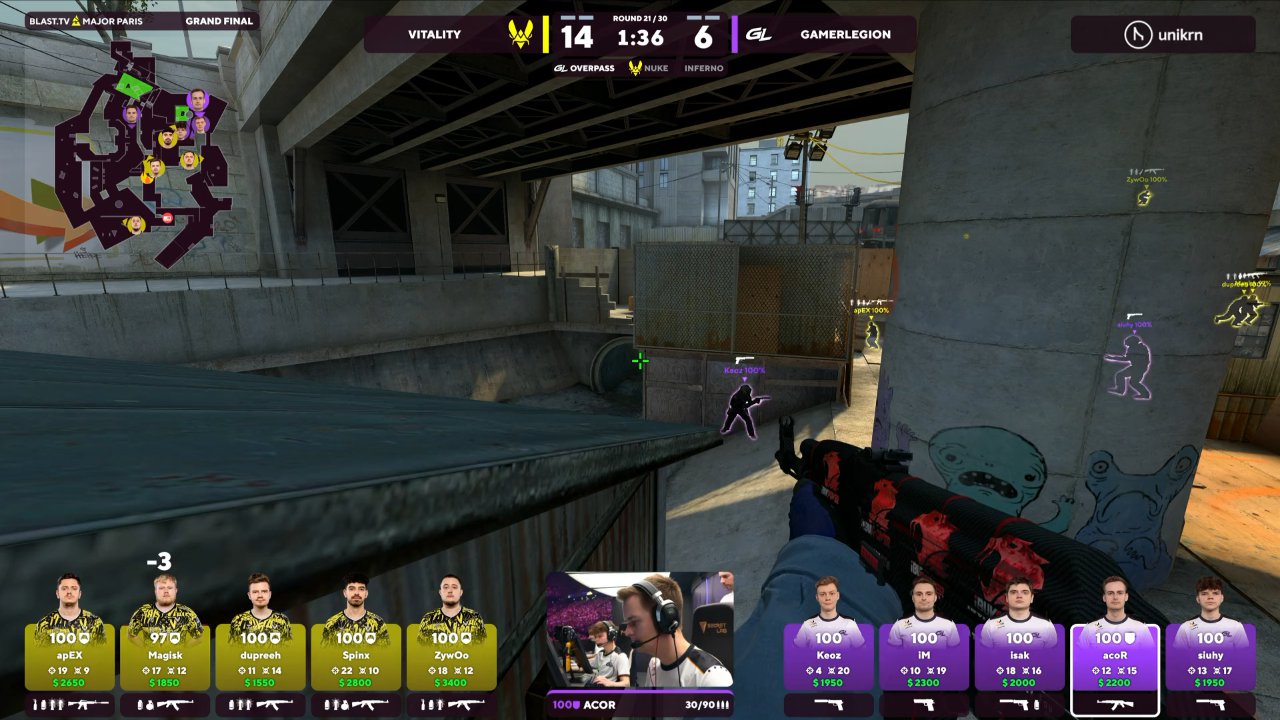 BLAST.TV MAJOR PARIS GRAND FINAL
VITALITY 14 ROUND 21 / 30 1:36 6 GL GAMERLEGION
GL OVERPASS NUKE INFERNO
unikrn
ZywOo 100%
apEX 100%
siuhy 100%
Keoz 100%
-3
100 apEX 19 9 $2650
97 Magisk 17 12 $1850
100 dupreeh 11 14 $1550
100 Spinx 22 10 $2800
100 ZywOo 18 12 $3400
SECRET LAB
100 ACOR 30/90
100 Keoz 4 20 $1950
100 iM 10 19 $2300
100 isak 18 16 $2000
100 acoR 12 15 $2200
100 siuhy 13 17 $1950